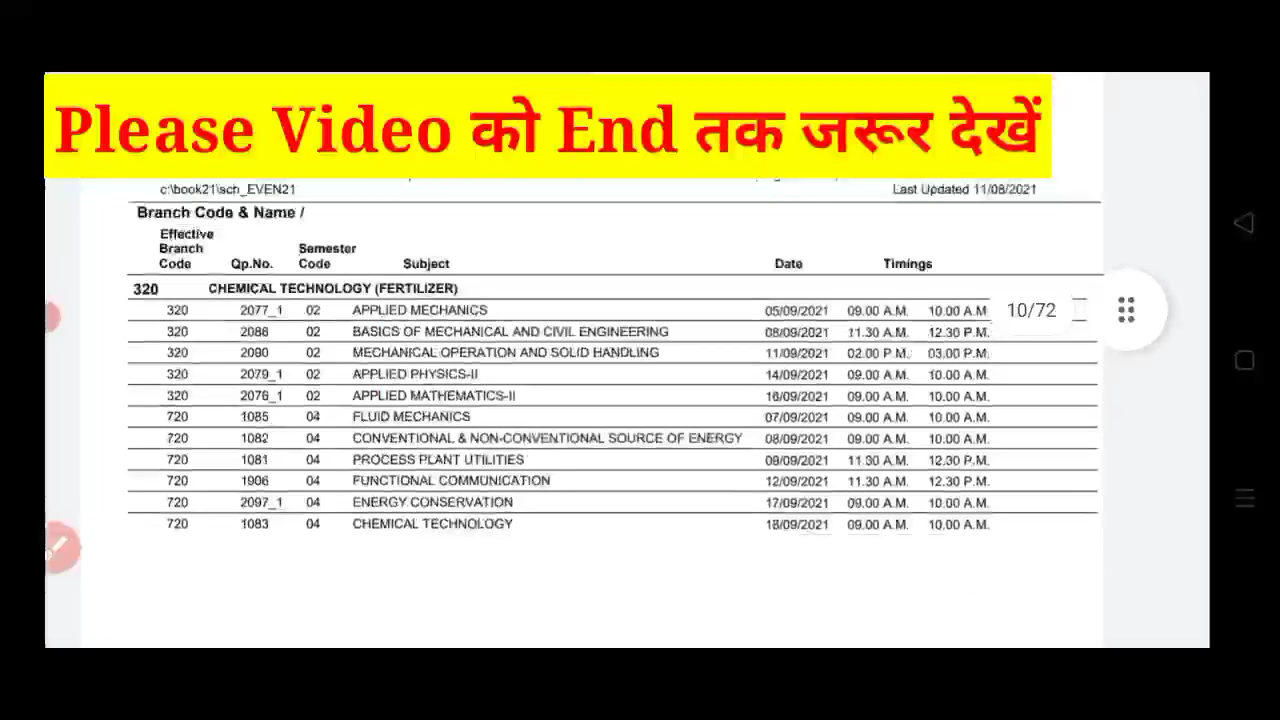 Please Video को End तक जरूर देखें
c:\book21\sch_EVEN21 Last Updated 11/08/2021
Branch Code & Name /
Effective
Branch Semester
Code Qp.No. Code Subject Date Timings
320 CHEMICAL TECHNOLOGY (FERTILIZER)
320 2077_1 02 APPLIED MECHANICS 05/09/2021 09.00 A.M. 10.00 A.M. 10/72
320 2086 02 BASICS OF MECHANICAL AND CIVIL ENGINEERING 08/09/2021 11.30 A.M. 12.30 P.M.
320 2090 02 MECHANICAL OPERATION AND SOLID HANDLING 11/09/2021 02.00 P.M. 03.00 P.M.
320 2079_1 02 APPLIED PHYSICS-II 14/09/2021 09.00 A.M. 10.00 A.M.
320 2076_1 02 APPLIED MATHEMATICS-II 16/09/2021 09.00 A.M. 10.00 A.M.
720 1085 04 FLUID MECHANICS 07/09/2021 09.00 A.M. 10.00 A.M.
720 1082 04 CONVENTIONAL & NON-CONVENTIONAL SOURCE OF ENERGY 08/09/2021 09.00 A.M. 10.00 A.M.
720 1081 04 PROCESS PLANT UTILITIES 09/09/2021 11.30 A.M. 12.30 P.M.
720 1906 04 FUNCTIONAL COMMUNICATION 12/09/2021 11.30 A.M. 12.30 P.M.
720 2097_1 04 ENERGY CONSERVATION 17/09/2021 09.00 A.M. 10.00 A.M.
720 1083 04 CHEMICAL TECHNOLOGY 18/09/2021 09.00 A.M. 10.00 A.M.